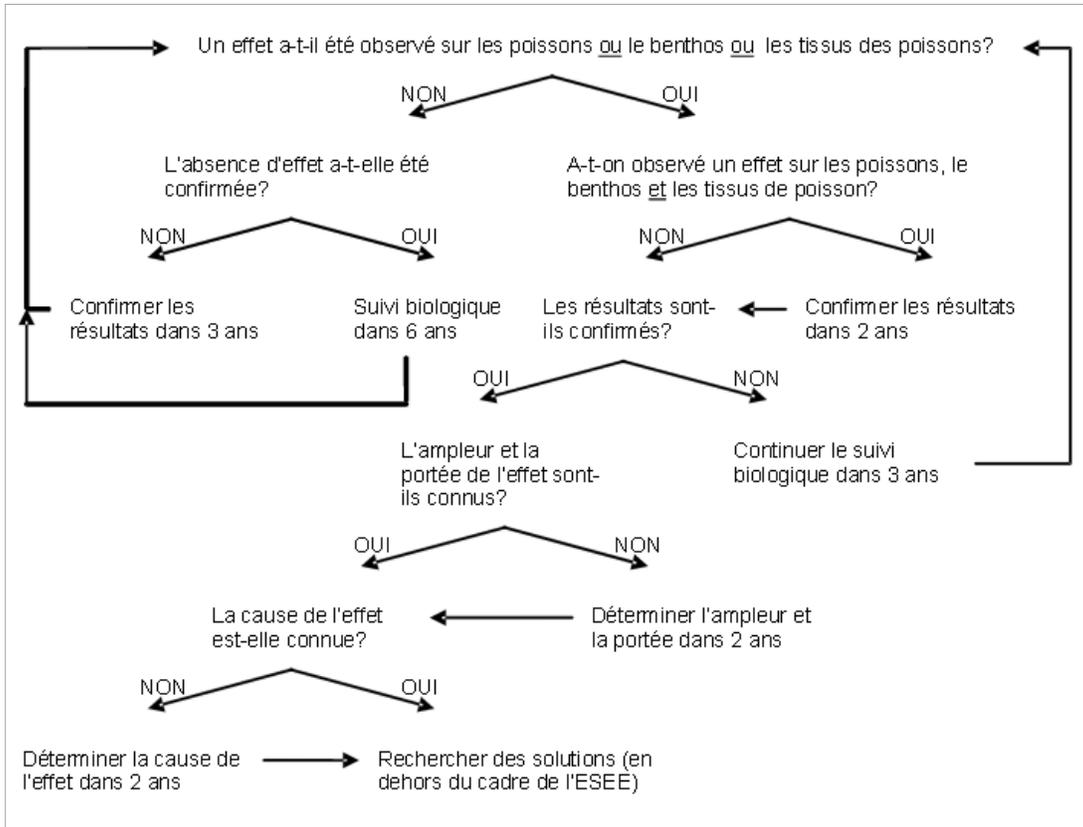 Un effet a-t-il été observé sur les poissons ou le benthos ou les tissus des poissons?
NON
OUI
L'absence d'effet a-t-elle été
confirmée?
A-t-on observé un effet sur les poissons, le
benthos et les tissus de poisson?
NON
OUI
NON
OUI
Confirmer les
résultats dans 3 ans
Suivi biologique
dans 6 ans
Les résultats sont-
ils confirmés?
Confirmer les résultats
dans 2 ans
OUI
NON
L'ampleur et la
portée de l'effet sont-
ils connus?
Continuer le suivi
biologique dans 3 ans
OUI
NON
La cause de l'effet
est-elle connue?
Déterminer l'ampleur et
la portée dans 2 ans
NON
OUI
Déterminer la cause de
l'effet dans 2 ans
Rechercher des solutions (en
dehors du cadre de l'ESEE)